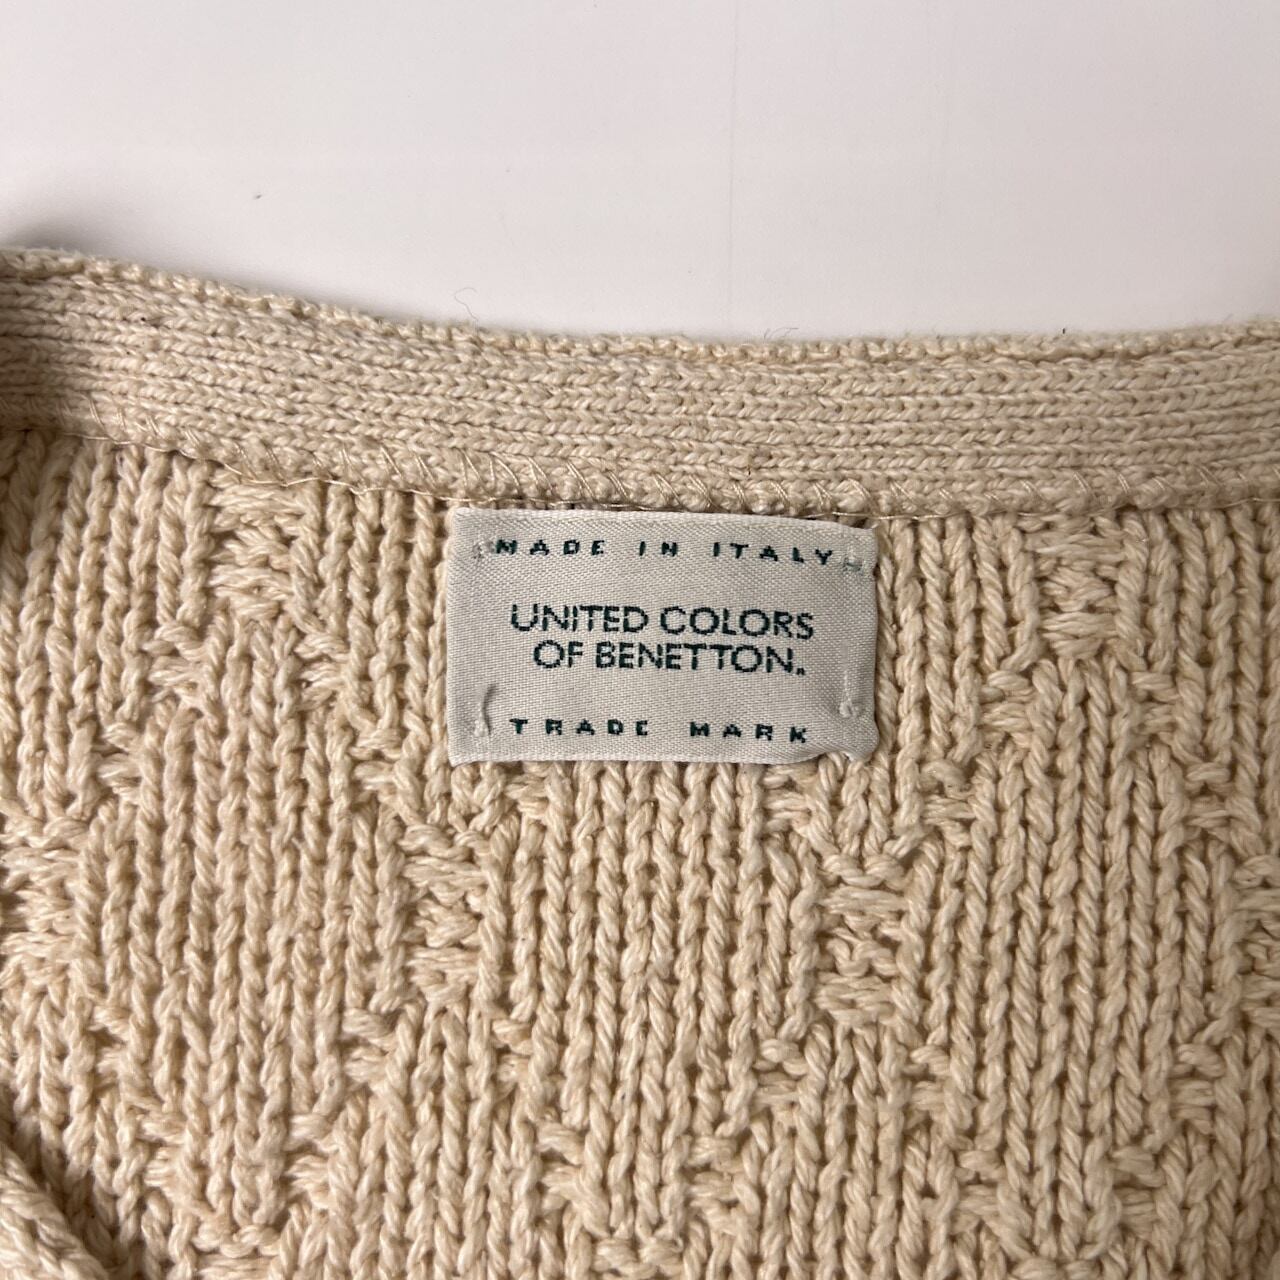 MADE IN ITALY
UNITED COLORS
OF BENETTON.
TRADE MARK